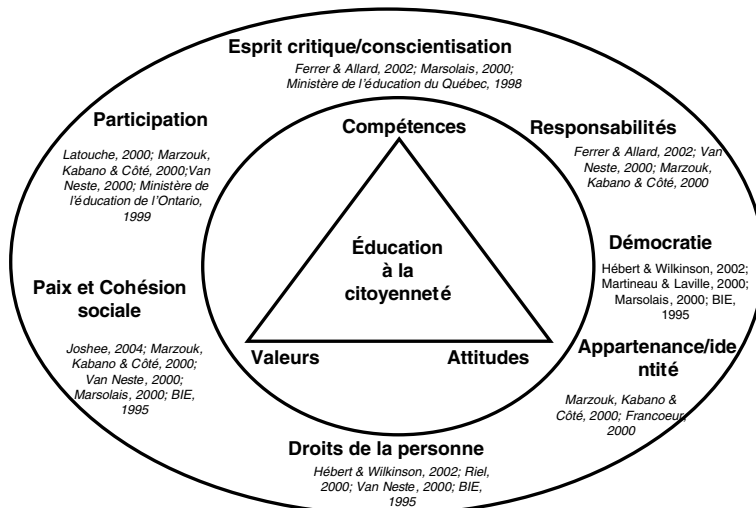 Esprit critique/conscientisation
Ferrer & Allard, 2002; Marsolais, 2000;
Ministère de l'éducation du Québec, 1998
Participation
Latouche, 2000; Marzouk,
Kabano & Côté, 2000;Van
Neste, 2000; Ministère de
l'éducation de l'Ontario,
1999
Compétences
Responsabilités
Ferrer & Allard, 2002; Van
Neste, 2000; Marzouk,
Kabano & Côté, 2000
Éducation
à la
citoyenneté
Démocratie
Hébert & Wilkinson, 2002;
Martineau & Laville, 2000;
Marsolais, 2000; BIE,
1995
Paix et Cohésion
sociale
Joshee, 2004; Marzouk,
Kabano & Côté, 2000;
Van Neste, 2000;
Marsolais, 2000; BIE,
1995
Valeurs
Attitudes
Appartenance/ide
ntité
Marzouk, Kabano &
Côté, 2000; Francoeur,
2000
Droits de la personne
Hébert & Wilkinson, 2002; Riel,
2000; Van Neste, 2000; BIE,
1995